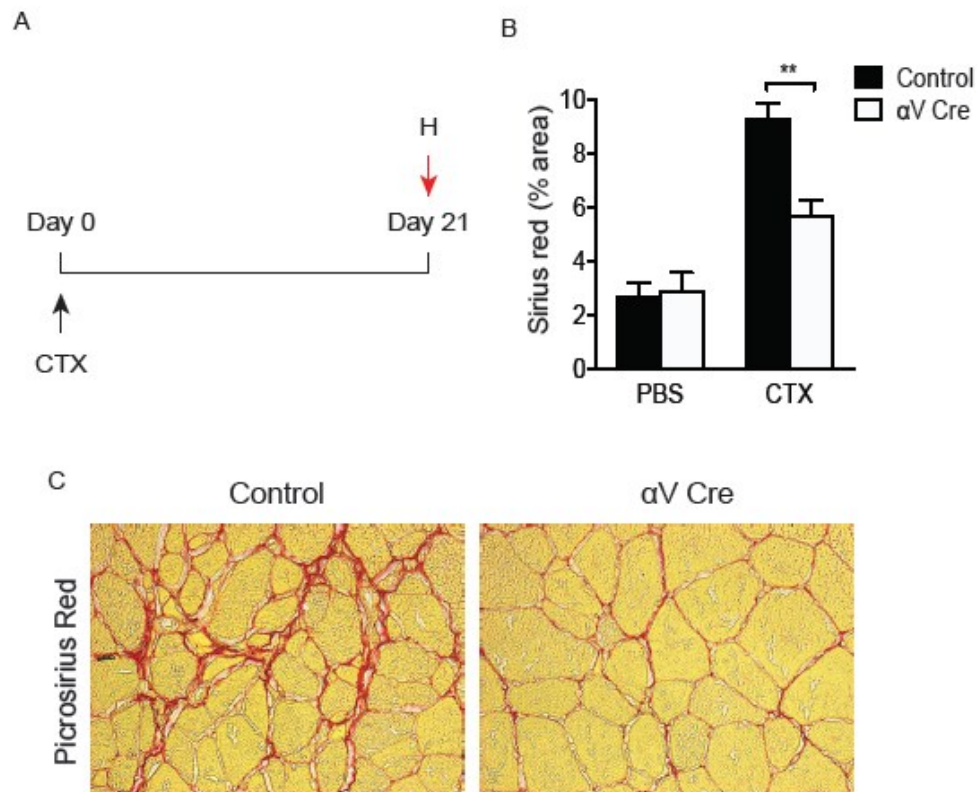 A
H
Day 0
Day 21
CTX
B
**
Control
αV Cre
Sirius red (% area)
10
8
6
4
2
0
PBS
CTX
C
Control
αV Cre
Picrosirius Red